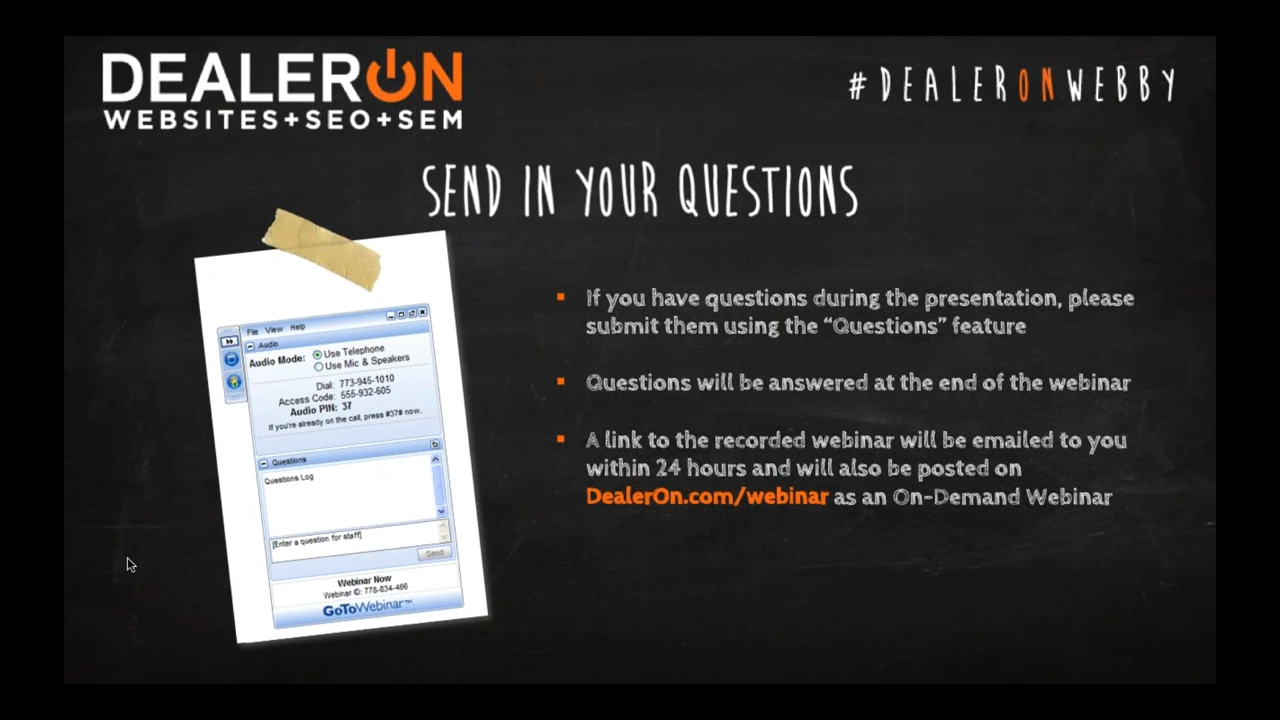 DEALERON
WEBSITES+SEO+SEM
#DEALERONWEBBY
SEND IN YOUR QUESTIONS
File View Help
Audio
Audio Mode: Use Telephone
Use Mic & Speakers
Dial: 773-945-1010
Access Code: 555-932-605
Audio PIN: 37
If you're already on the call, press #37# now.
Questions
Questions Log
[Enter a question for staff]
Send
Webinar Now
Webinar ID: 778-834-466
GoToWebinar™
▪ If you have questions during the presentation, please
submit them using the “Questions” feature
▪ Questions will be answered at the end of the webinar
▪ A link to the recorded webinar will be emailed to you
within 24 hours and will also be posted on
DealerOn.com/webinar as an On-Demand Webinar